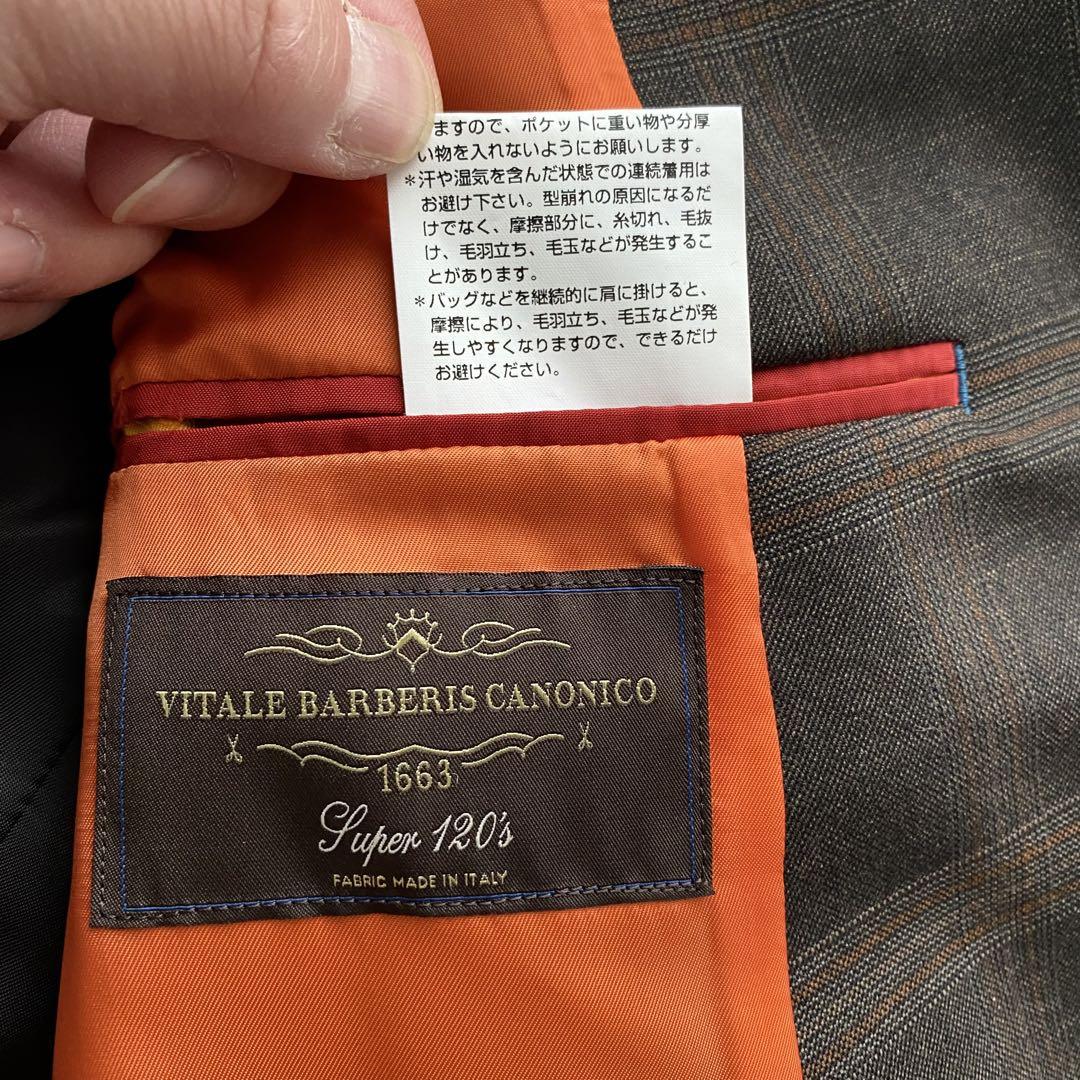 ますので、ポケットに重い物や分厚
い物を入れないようにお願いします。
*汗や湿気を含んだ状態での連続着用は
お避け下さい。型崩れの原因になるだ
けでなく、摩擦部分に、糸切れ、毛抜
け、毛羽立ち、毛玉などが発生するこ
とがあります。
*バッグなどを継続的に肩に掛けると、
摩擦により、毛羽立ち、毛玉などが発
生しやすくなりますので、できるだけ
お避けください。
VITALE BARBERIS CANONICO
1663
Super 120's
FABRIC MADE IN ITALY